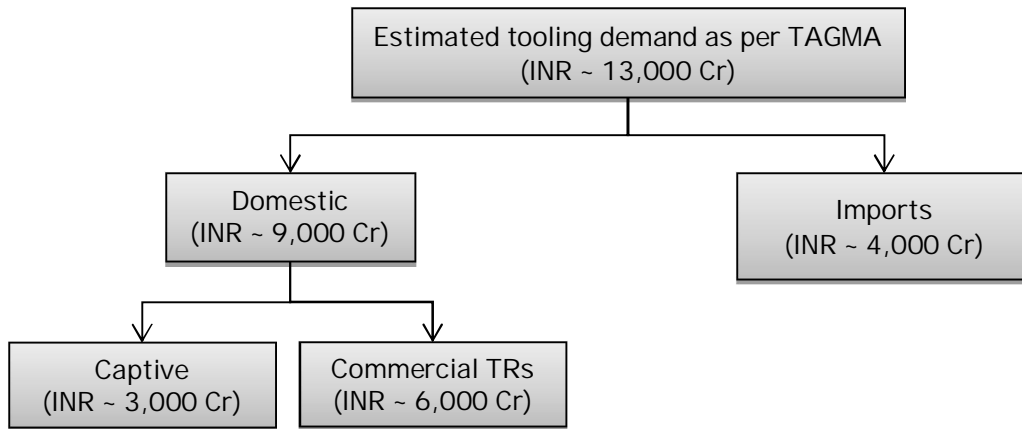 Estimated tooling demand as per TAGMA
(INR ~ 13,000 Cr)
Domestic
(INR ~ 9,000 Cr)
Imports
(INR ~ 4,000 Cr)
Captive
(INR ~ 3,000 Cr)
Commercial TRs
(INR ~ 6,000 Cr)